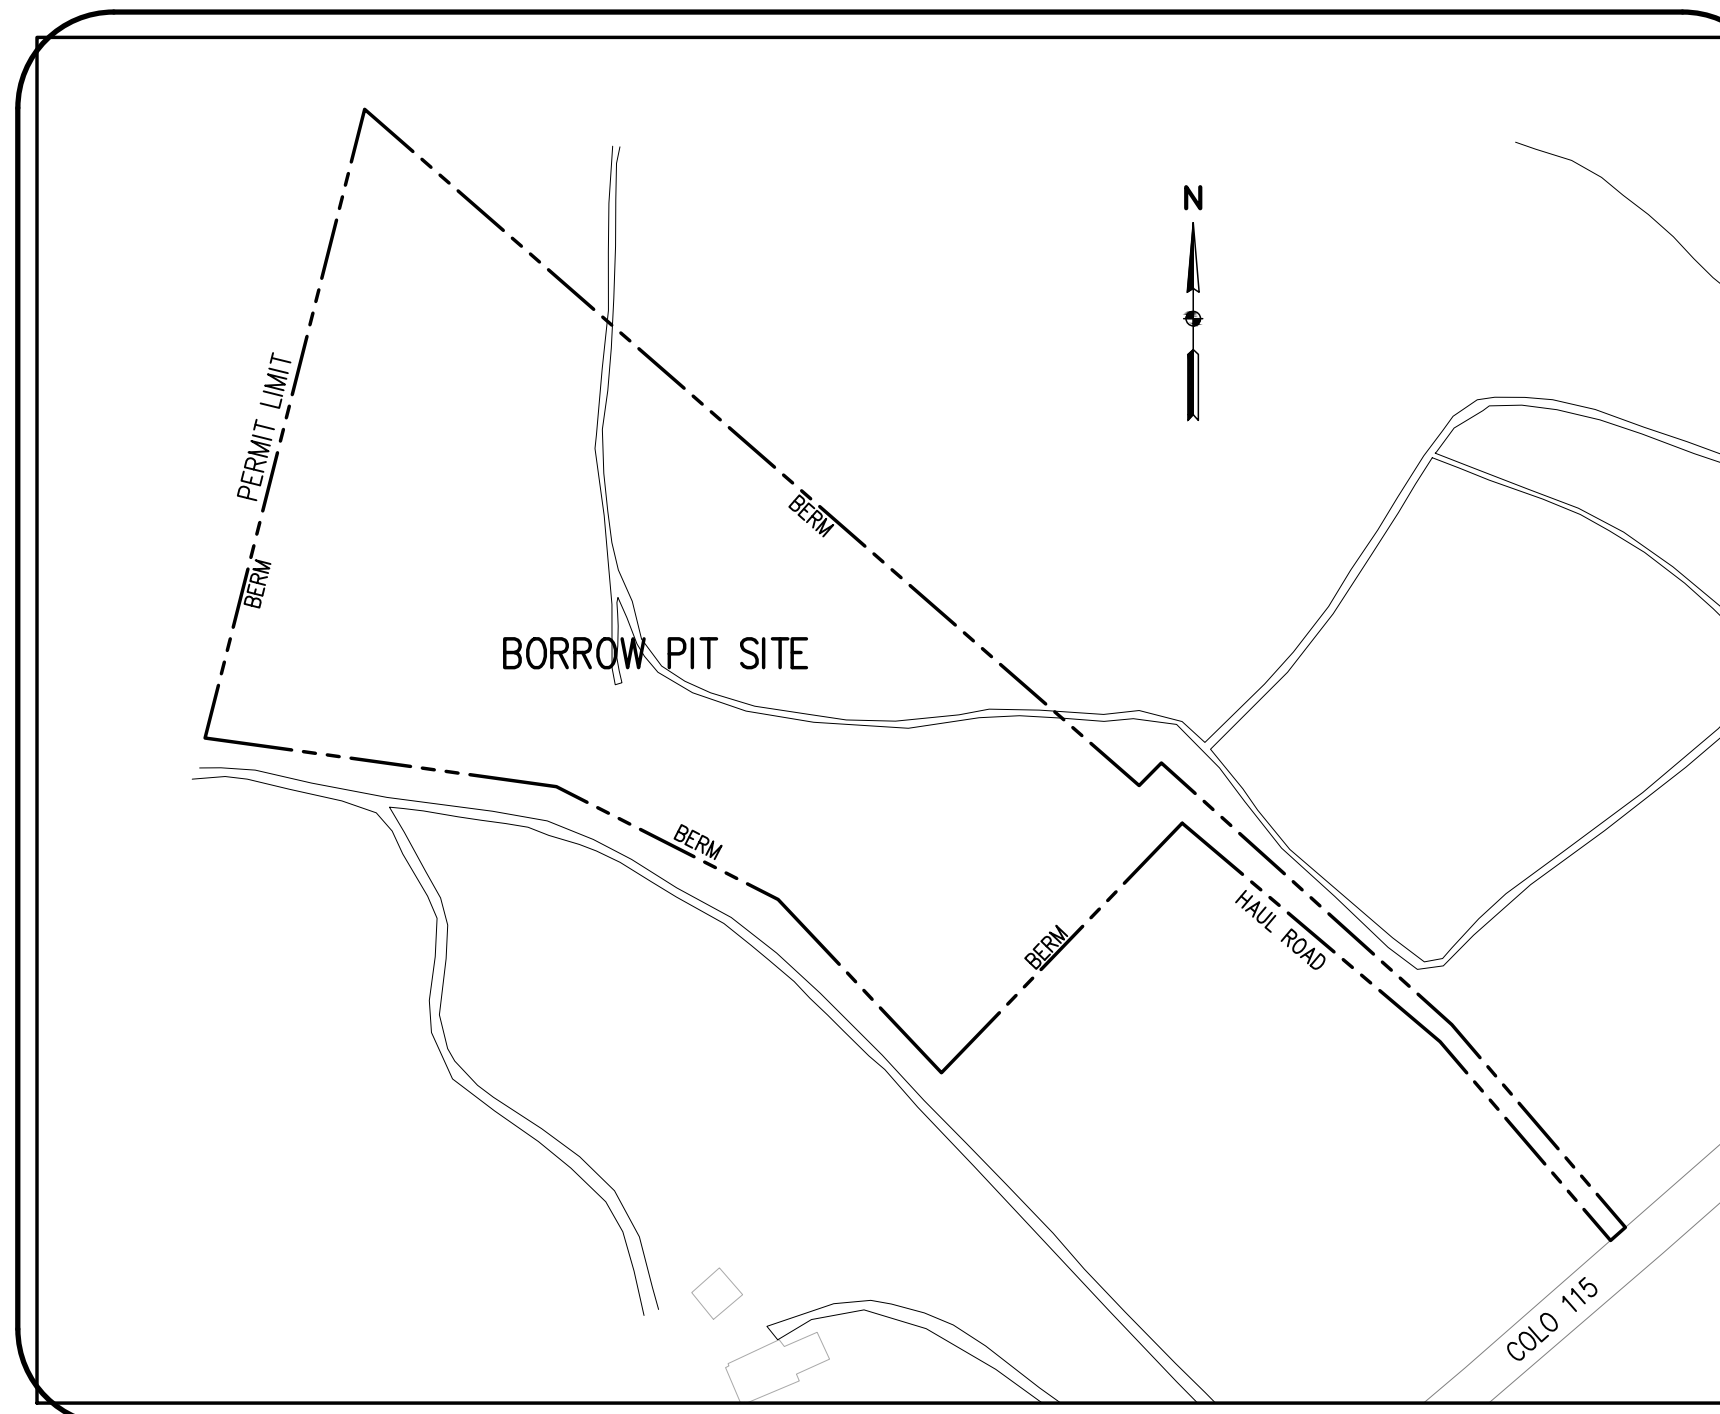 N
PERMIT LIMIT
BERM
BERM
BORROW PIT SITE
BERM
BERM
HAUL ROAD
COLO 115